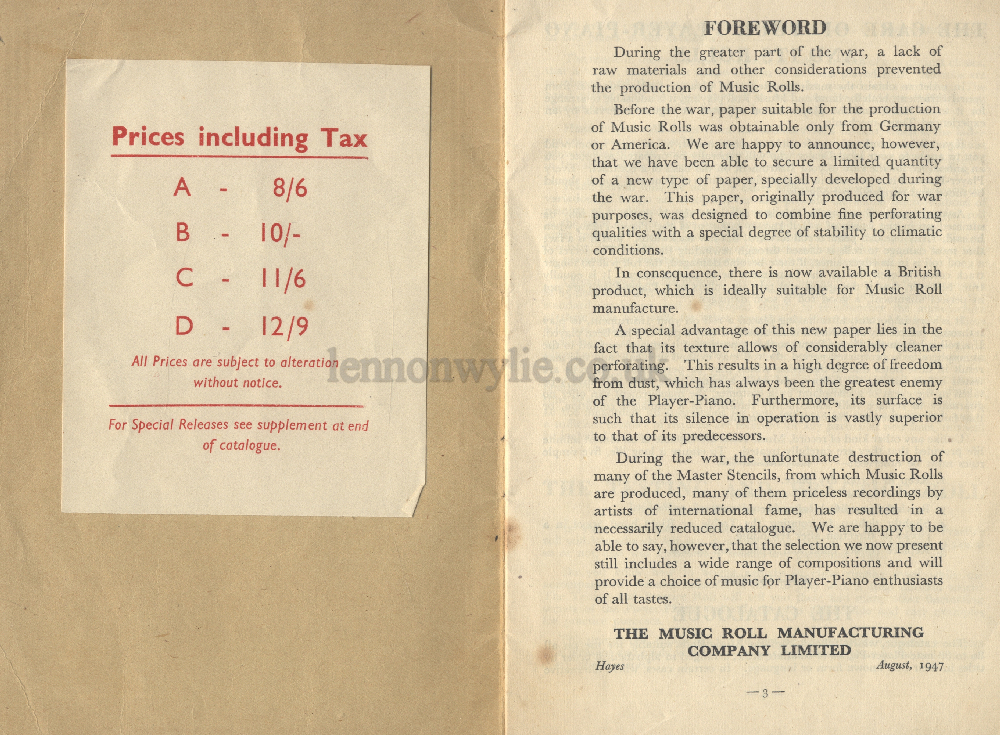 Prices including Tax
A - 8/6
B - 10/-
C - 11/6
D - 12/9
All Prices are subject to alteration
without notice.
For Special Releases see supplement at end
of catalogue.
lennonwylie.co.uk
FOREWORD
During the greater part of the war, a lack of
raw materials and other considerations prevented
the production of Music Rolls.
Before the war, paper suitable for the production
of Music Rolls was obtainable only from Germany
or America. We are happy to announce, however,
that we have been able to secure a limited quantity
of a new type of paper, specially developed during
the war. This paper, originally produced for war
purposes, was designed to combine fine perforating
qualities with a special degree of stability to climatic
conditions.
In consequence, there is now available a British
product, which is ideally suitable for Music Roll
manufacture.
A special advantage of this new paper lies in the
fact that its texture allows of considerably cleaner
perforating. This results in a high degree of freedom
from dust, which has always been the greatest enemy
of the Player-Piano. Furthermore, its surface is
such that its silence in operation is vastly superior
to that of its predecessors.
During the war, the unfortunate destruction of
many of the Master Stencils, from which Music Rolls
are produced, many of them priceless recordings by
artists of international fame, has resulted in a
necessarily reduced catalogue. We are happy to be
able to say, however, that the selection we now present
still includes a wide range of compositions and will
provide a choice of music for Player-Piano enthusiasts
of all tastes.
THE MUSIC ROLL MANUFACTURING
COMPANY LIMITED
Hayes August, 1947
— 3 —